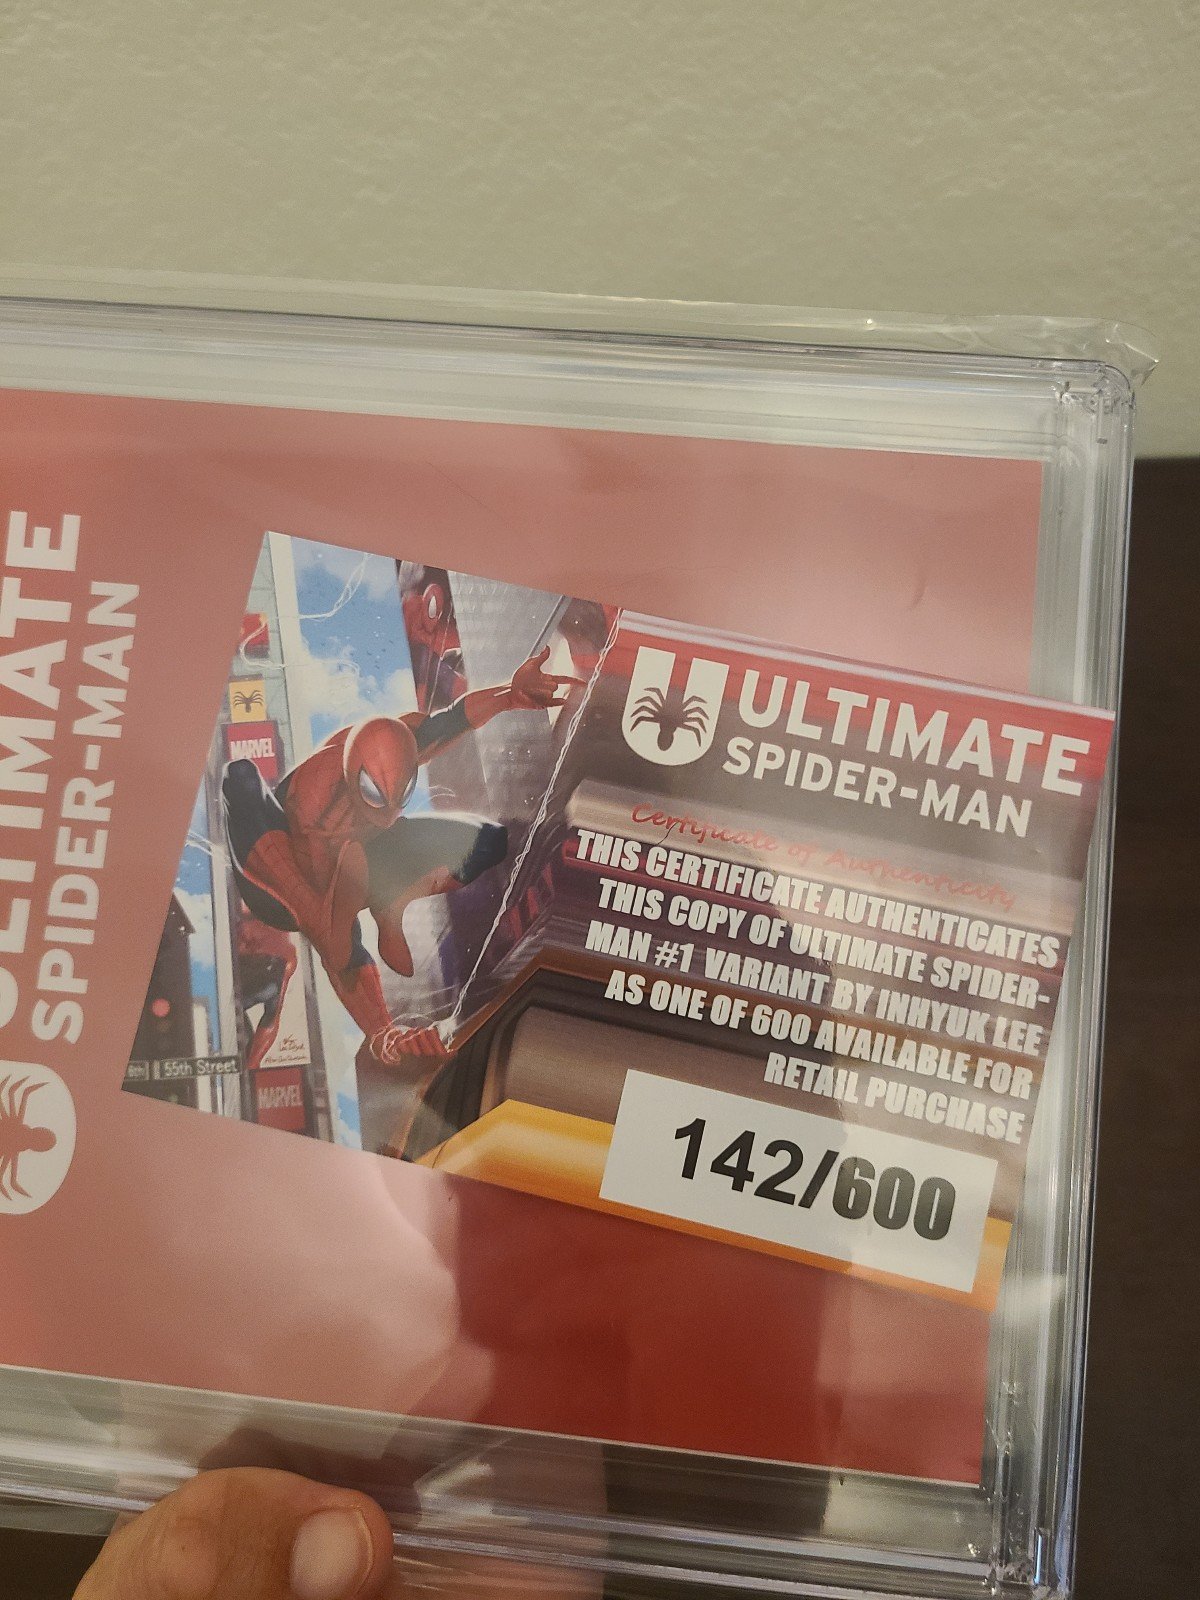 ULTIMATE
SPIDER-MAN
MARVEL
55th Street
MARVEL
ULTIMATE
SPIDER-MAN
Certificate of Authenticity
THIS CERTIFICATE AUTHENTICATES
THIS COPY OF ULTIMATE SPIDER-
MAN #1 VARIANT BY INHYUK LEE
AS ONE OF 600 AVAILABLE FOR
RETAIL PURCHASE
142/600